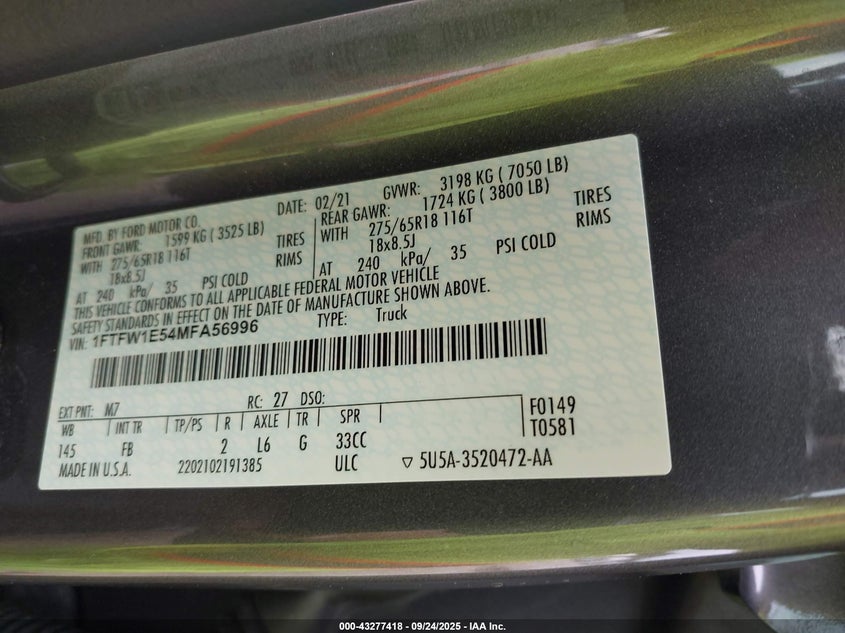 MFD. BY FORD MOTOR CO. DATE: 02/21 GVWR: 3198 KG ( 7050 LB)
FRONT GAWR: 1599 KG ( 3525 LB) REAR GAWR: 1724 KG ( 3800 LB)
WITH 275/65R18 116T TIRES WITH 275/65R18 116T TIRES
18x8.5J RIMS 18x8.5J RIMS
AT 240 kPa/ 35 PSI COLD AT 240 kPa/ 35 PSI COLD
THIS VEHICLE CONFORMS TO ALL APPLICABLE FEDERAL MOTOR VEHICLE
SAFETY STANDARDS IN EFFECT ON THE DATE OF MANUFACTURE SHOWN ABOVE.
VIN: 1FTFW1E54MFA56996 TYPE: Truck
EXT PNT: M7 RC: 27 DSO: F0149
WB INT TR TP/PS R AXLE TR SPR T0581
145 FB 2 L6 G 33CC
MADE IN U.S.A. 2202102191385 ULC ▽ 5U5A-3520472-AA
000-43277418 - 09/24/2025 - IAA Inc.